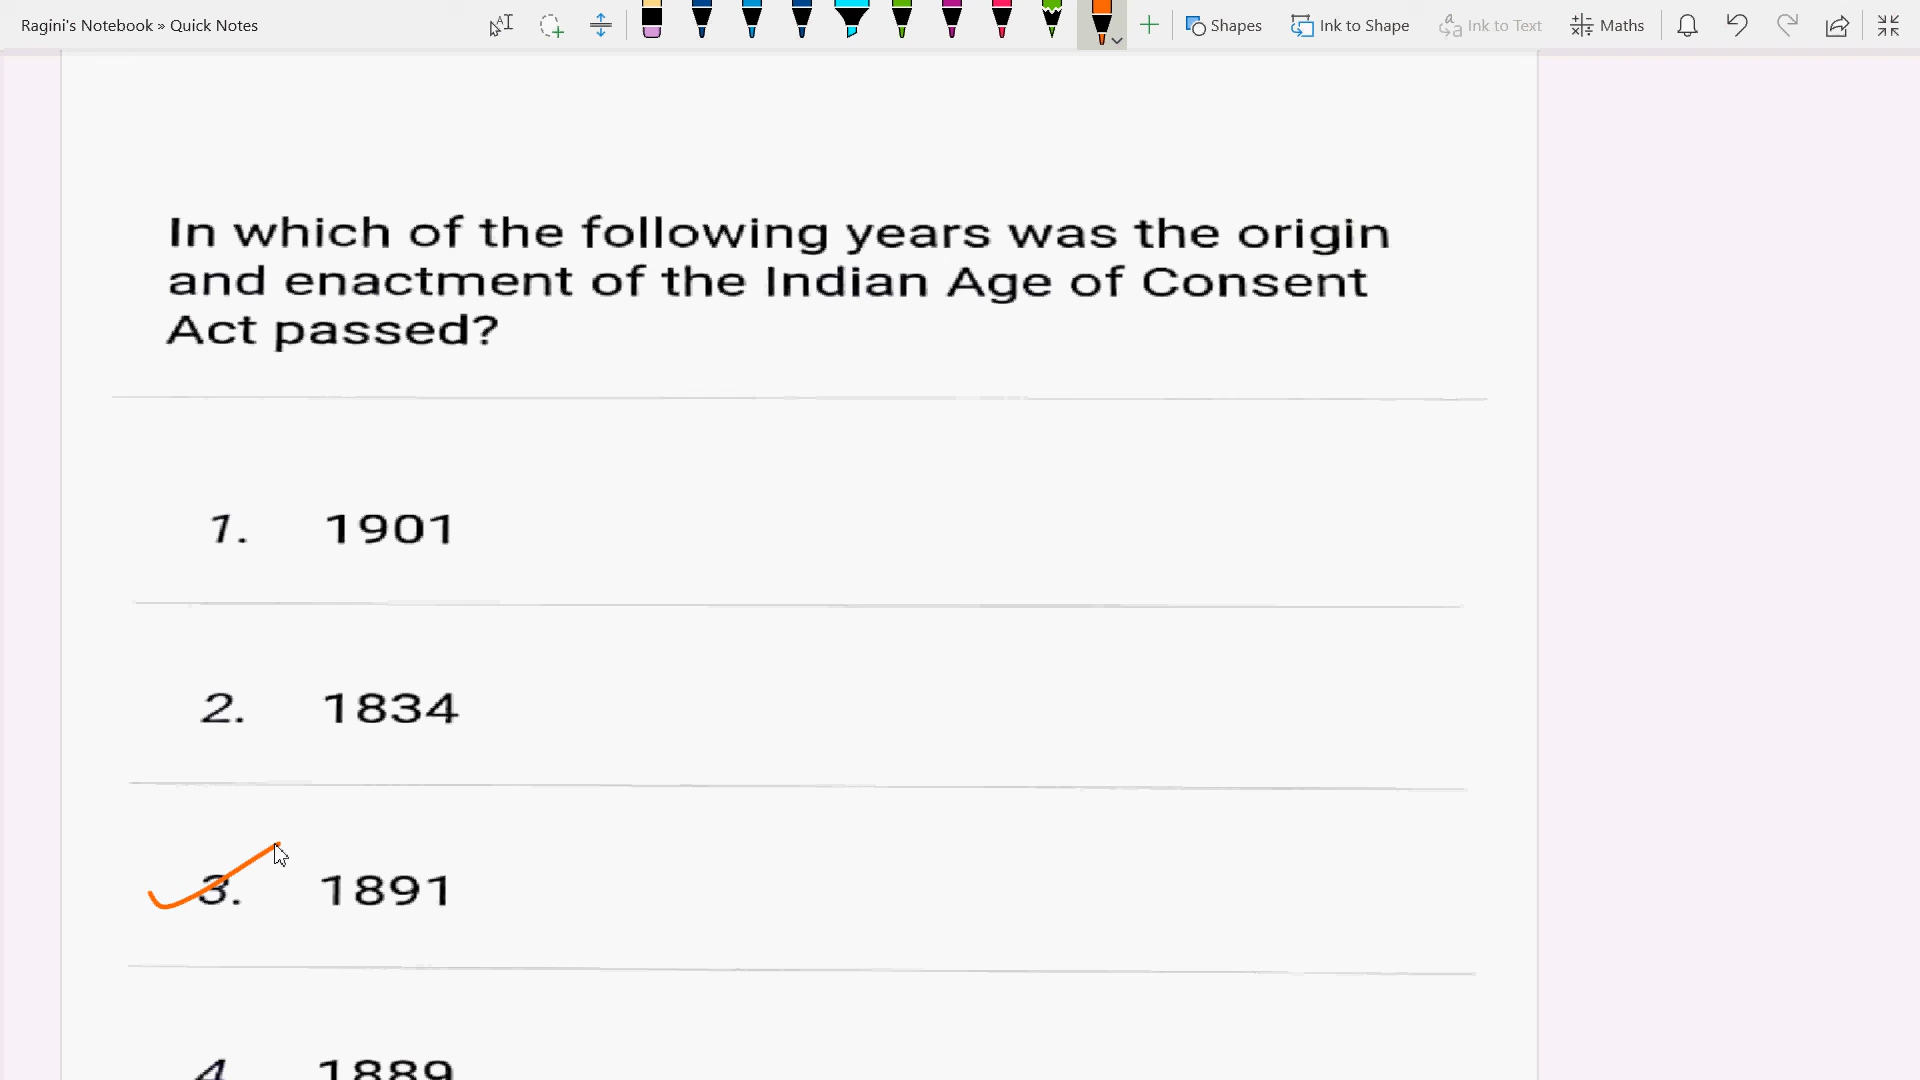 Ragini's Notebook » Quick Notes
Shapes
Ink to Shape
Ink to Text
Maths
In which of the following years was the origin
and enactment of the Indian Age of Consent
Act passed?
1. 1901
2. 1834
3. 1891
4 1889